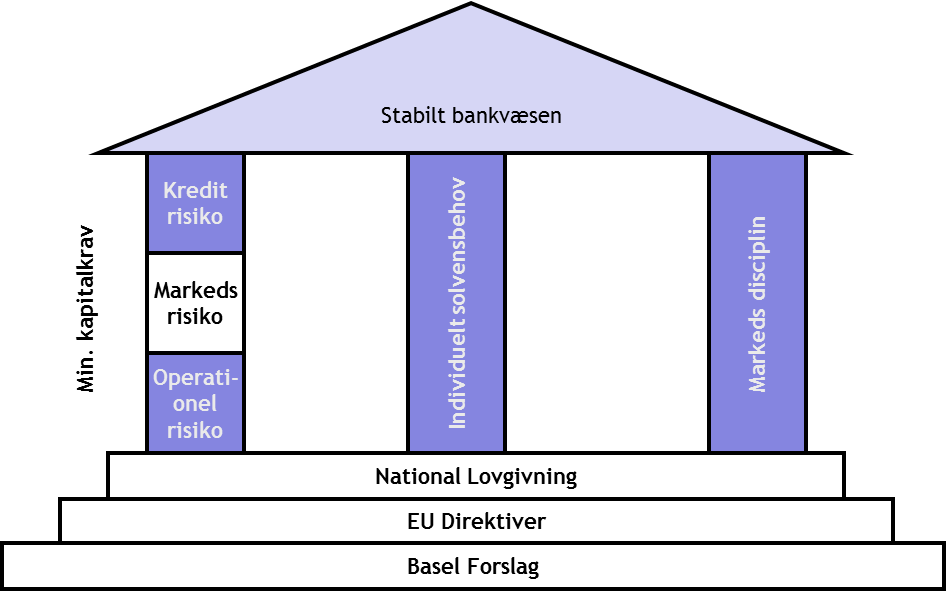 Stabilt bankvæsen
Min. kapitalkrav
Kredit
risiko
Markeds
risiko
Operati-
onel
risiko
Individuelt solvensbehov
Markeds disciplin
National Lovgivning
EU Direktiver
Basel Forslag